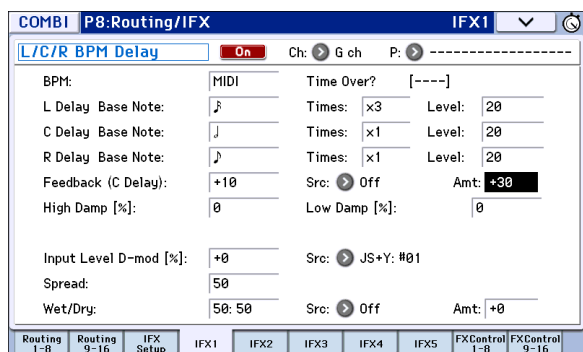 COMBI P8:Routing/IFX IFX1
L/C/R BPM Delay On Ch: G ch P: --------------------
BPM: MIDI Time Over? [----]
L Delay Base Note: Times: x3 Level: 20
C Delay Base Note: Times: x1 Level: 20
R Delay Base Note: ♪ Times: x1 Level: 20
Feedback (C Delay): +10 Src: Off Amt: +30
High Damp [%]: 0 Low Damp [%]: 0
Input Level D-mod [%]: +0 Src: JS+Y: #01
Spread: 50
Wet/Dry: 50: 50 Src: Off Amt: +0
Routing 1-8 Routing 9-16 IFX Setup IFX1 IFX2 IFX3 IFX4 IFX5 FXControl 1-8 FXControl 9-16